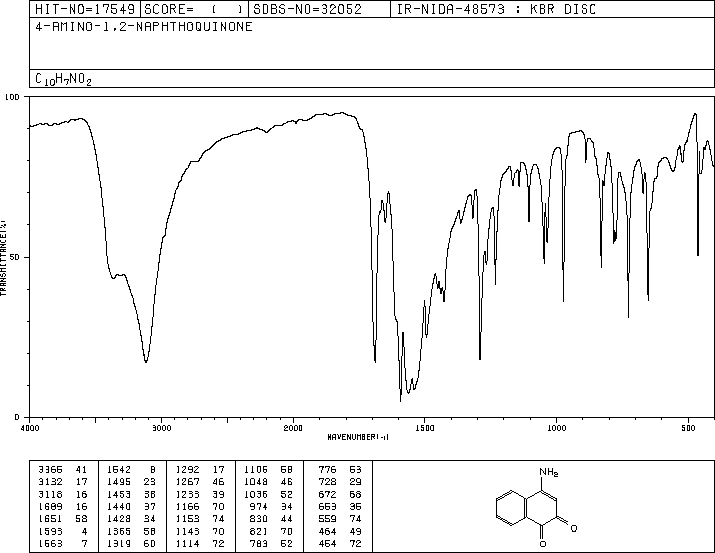 HIT-NO=17549 SCORE= ( ) SDBS-NO=32052 IR-NIDA-48573 : KBR DISC
4-AMINO-1,2-NAPHTHOQUINONE
C10H7NO2
100
50
0
TRANSMITTANCE(%)
4000 3000 2000 1500 1000 500
WAVENUMBER(-1)
3366 41 1542 8 1292 17 1106 58 776 53
3132 17 1495 23 1267 46 1048 46 728 29
3118 16 1453 38 1233 39 1036 52 672 68
1689 16 1440 37 1166 70 974 34 653 35
1651 58 1428 34 1153 74 830 44 559 74
1593 4 1365 58 1143 70 821 70 464 49
1563 7 1319 60 1114 72 783 52 454 72
NH2
O
O